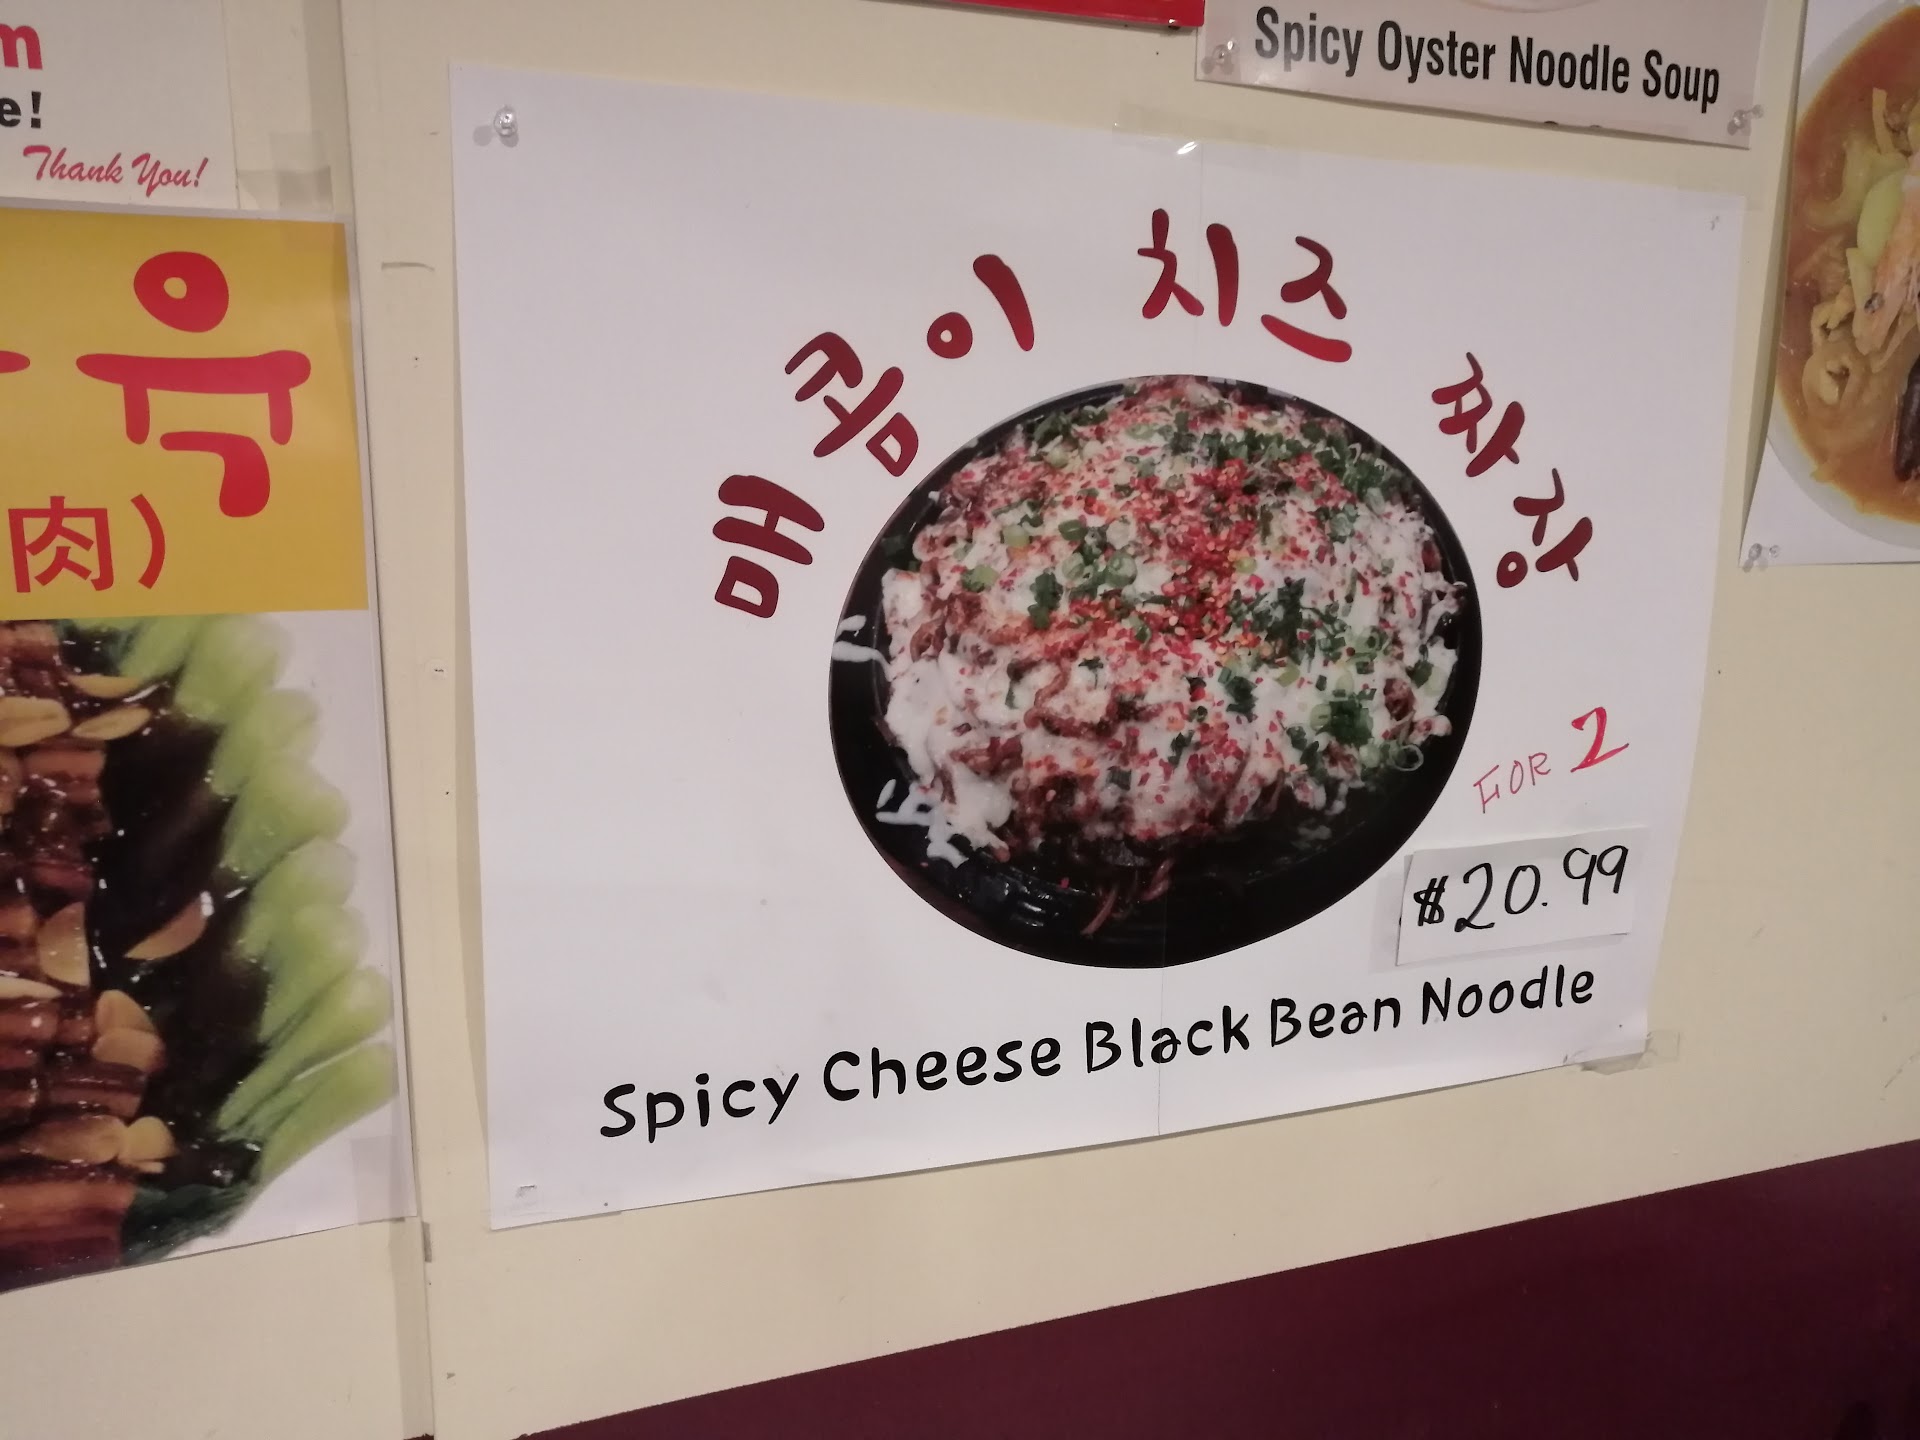 m
e!
Thank You!
육
肉)
Spicy Oyster Noodle Soup
매콤이 치즈 짜장
FOR 2
$20.99
Spicy Cheese Black Bean Noodle